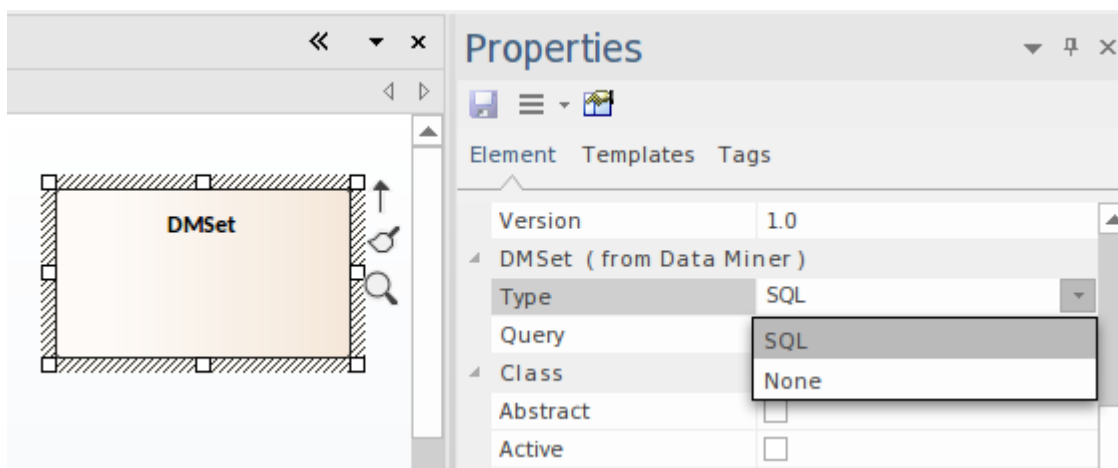 Properties
Element Templates Tags
DMSet
Version 1.0
DMSet (from Data Miner)
Type SQL
Query
SQL
None
Class
Abstract
Active